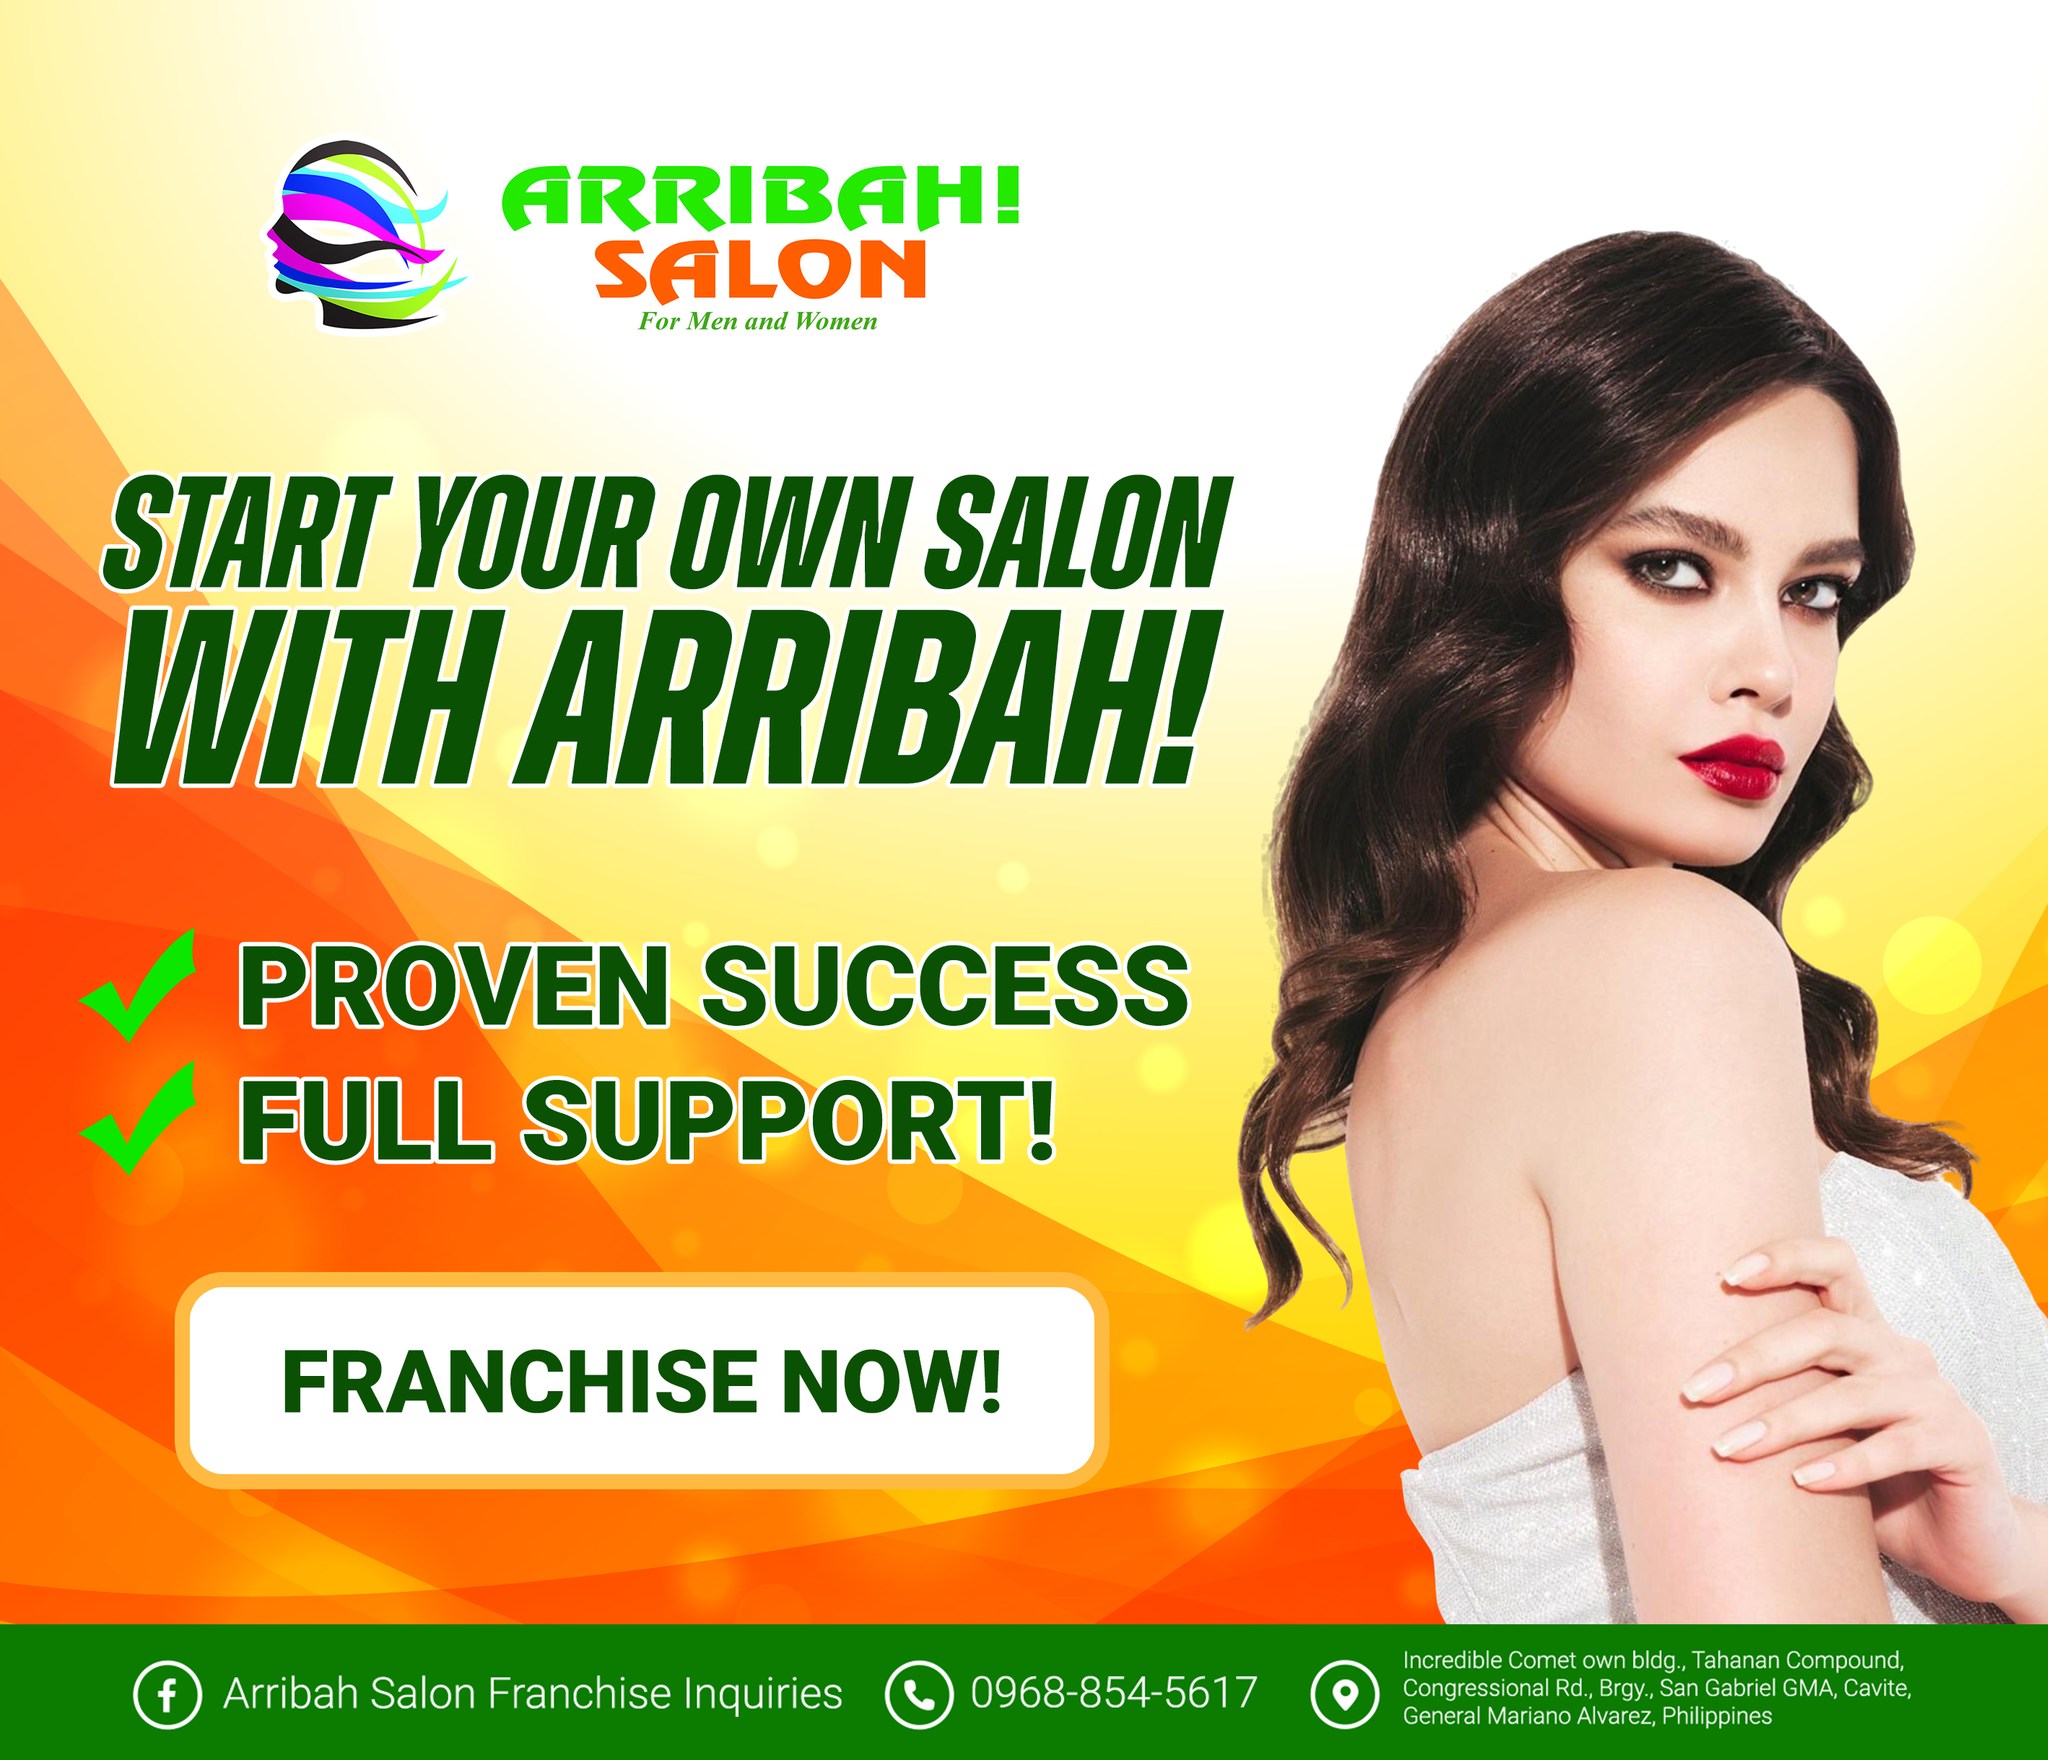 ARRIBAH!
SALON
For Men and Women
START YOUR OWN SALON
WITH ARRIBAH!
PROVEN SUCCESS
FULL SUPPORT!
FRANCHISE NOW!
Arribah Salon Franchise Inquiries
0968-854-5617
Incredible Comet own bldg., Tahanan Compound,
Congressional Rd., Brgy., San Gabriel GMA, Cavite,
General Mariano Alvarez, Philippines